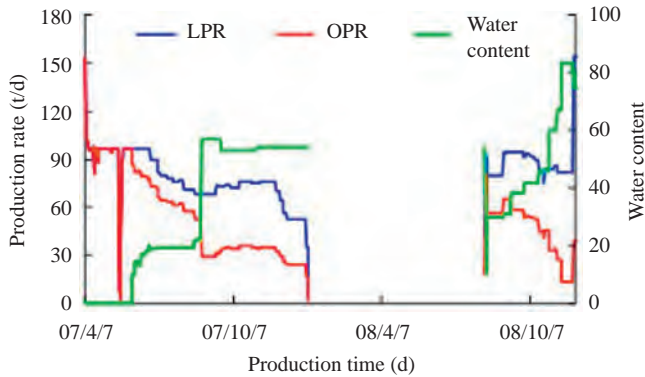 180
150
120
90
60
30
0
Production rate (t/d)
LPR
OPR
Water
content
100
80
60
40
20
0
Water content
07/4/7
07/10/7
08/4/7
08/10/7
Production time (d)